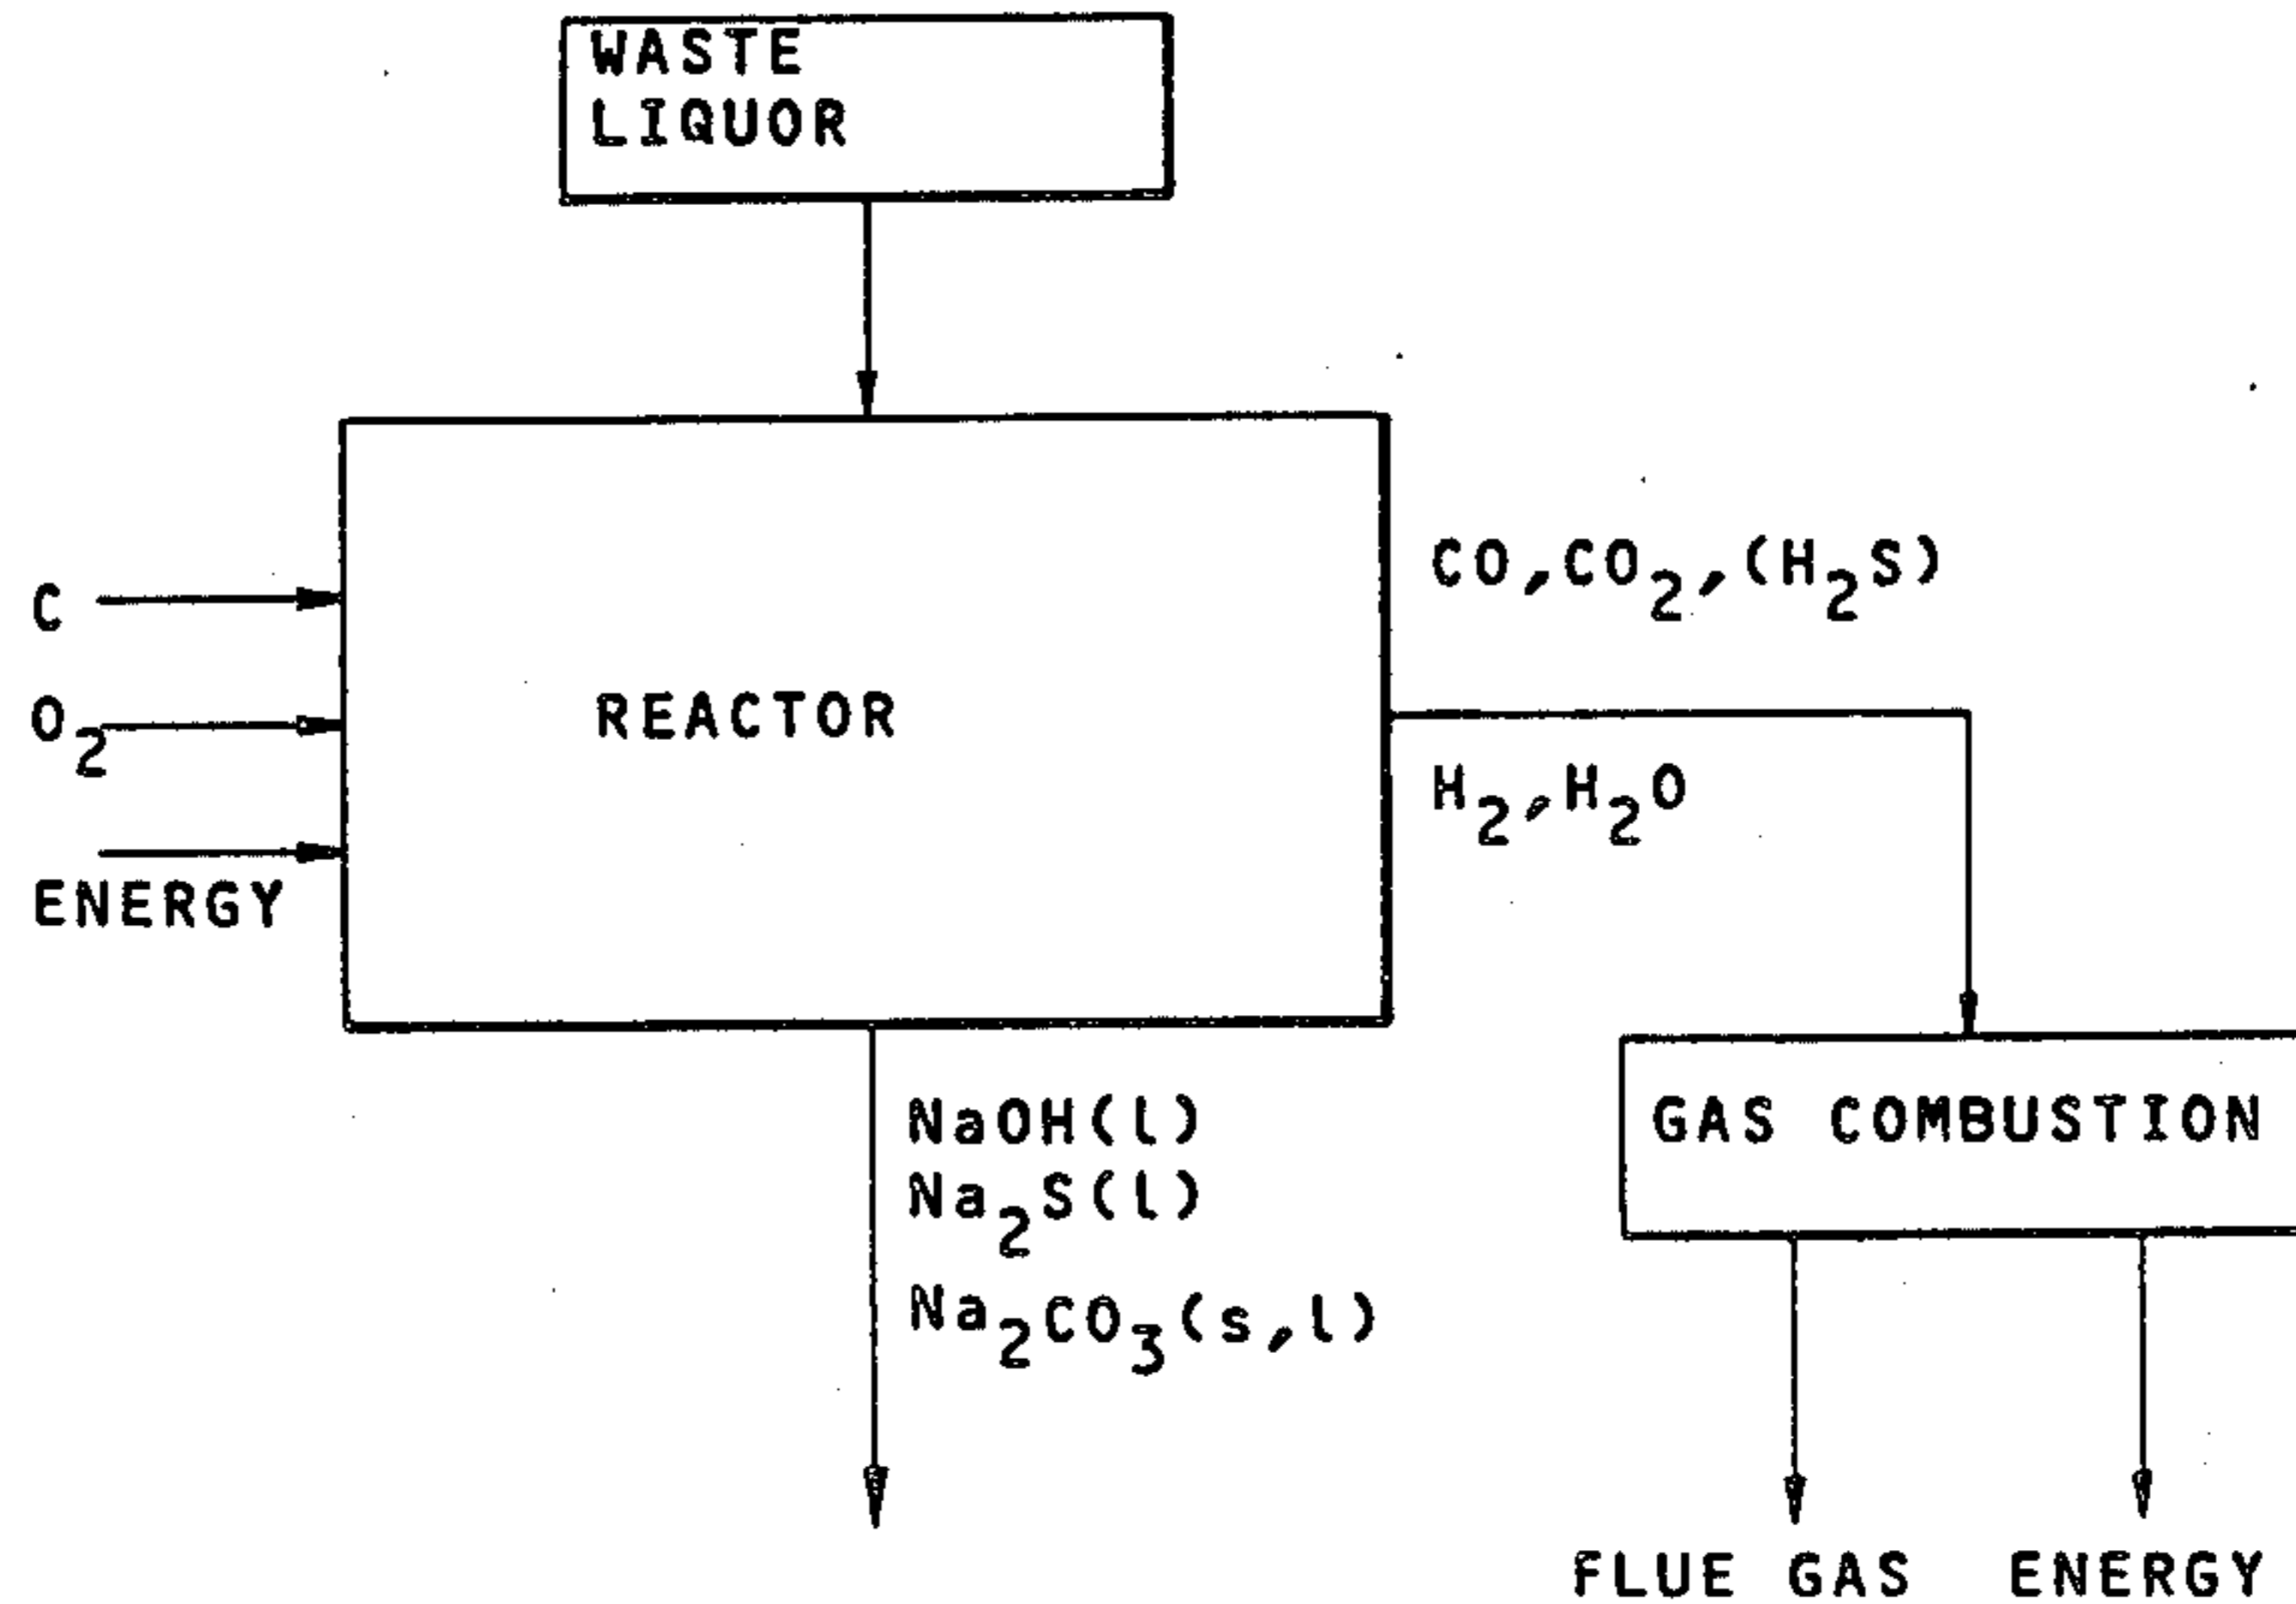 WASTE
LIQUOR
C
O2
ENERGY
REACTOR
CO,CO2,(H2S)
H2,H2O
NaOH(l)
Na2S(l)
Na2CO3(s,l)
GAS COMBUSTION
FLUE GAS ENERGY